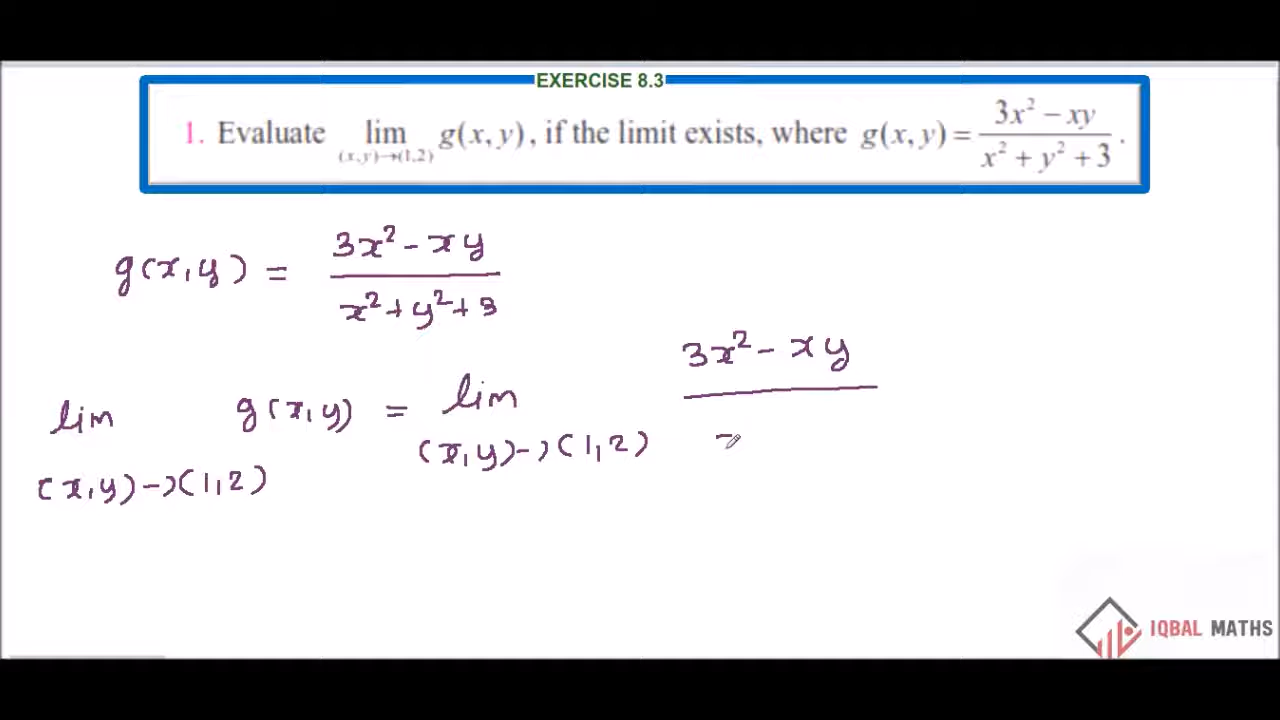 EXERCISE 8.3
1. Evaluate lim (x,y)→(1,2) g(x, y), if the limit exists, where g(x, y) = (3x² − xy)/(x² + y² + 3).
g(x,y) = (3x² − xy)/(x² + y² + 3)
lim (x,y)→(1,2) g(x,y) = lim (x,y)→(1,2) 3x² − xy
IQBAL MATHS